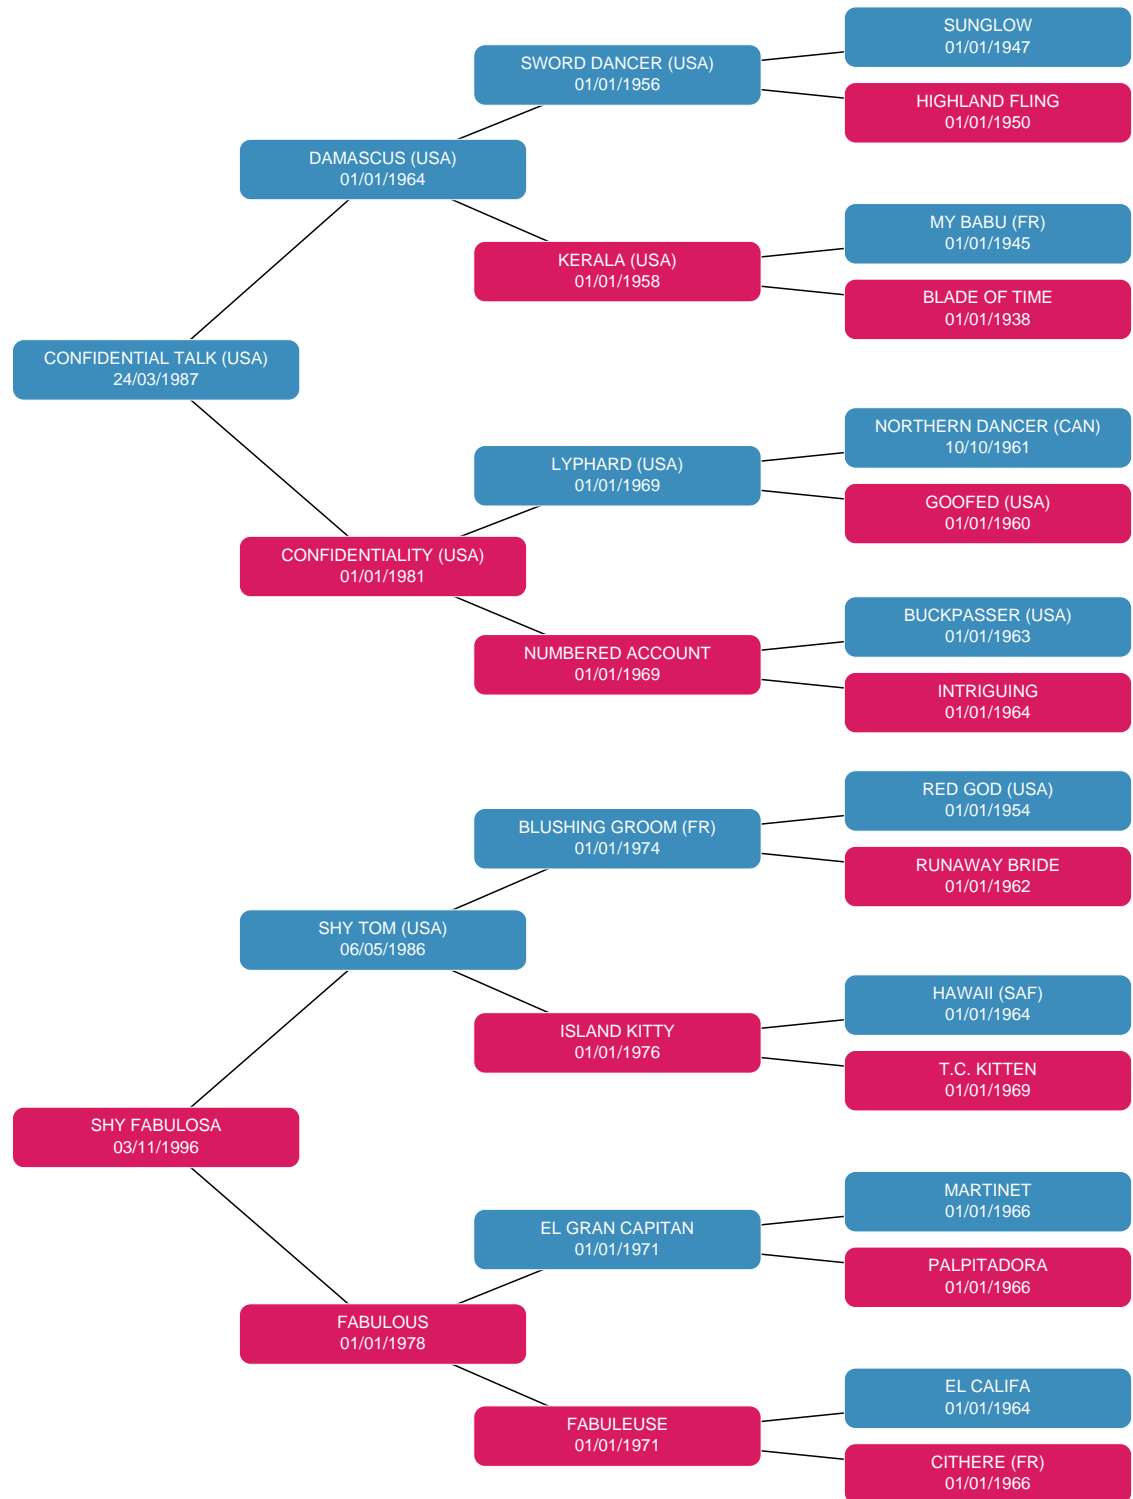 SUNGLOW
01/01/1947
SWORD DANCER (USA)
01/01/1956
HIGHLAND FLING
01/01/1950
DAMASCUS (USA)
01/01/1964
MY BABU (FR)
01/01/1945
KERALA (USA)
01/01/1958
BLADE OF TIME
01/01/1938
CONFIDENTIAL TALK (USA)
24/03/1987
NORTHERN DANCER (CAN)
10/10/1961
LYPHARD (USA)
01/01/1969
GOOFED (USA)
01/01/1960
CONFIDENTIALITY (USA)
01/01/1981
BUCKPASSER (USA)
01/01/1963
NUMBERED ACCOUNT
01/01/1969
INTRIGUING
01/01/1964
RED GOD (USA)
01/01/1954
BLUSHING GROOM (FR)
01/01/1974
RUNAWAY BRIDE
01/01/1962
SHY TOM (USA)
06/05/1986
HAWAII (SAF)
01/01/1964
ISLAND KITTY
01/01/1976
T.C. KITTEN
01/01/1969
SHY FABULOSA
03/11/1996
MARTINET
01/01/1966
EL GRAN CAPITAN
01/01/1971
PALPITADORA
01/01/1966
FABULOUS
01/01/1978
EL CALIFA
01/01/1964
FABULEUSE
01/01/1971
CITHERE (FR)
01/01/1966